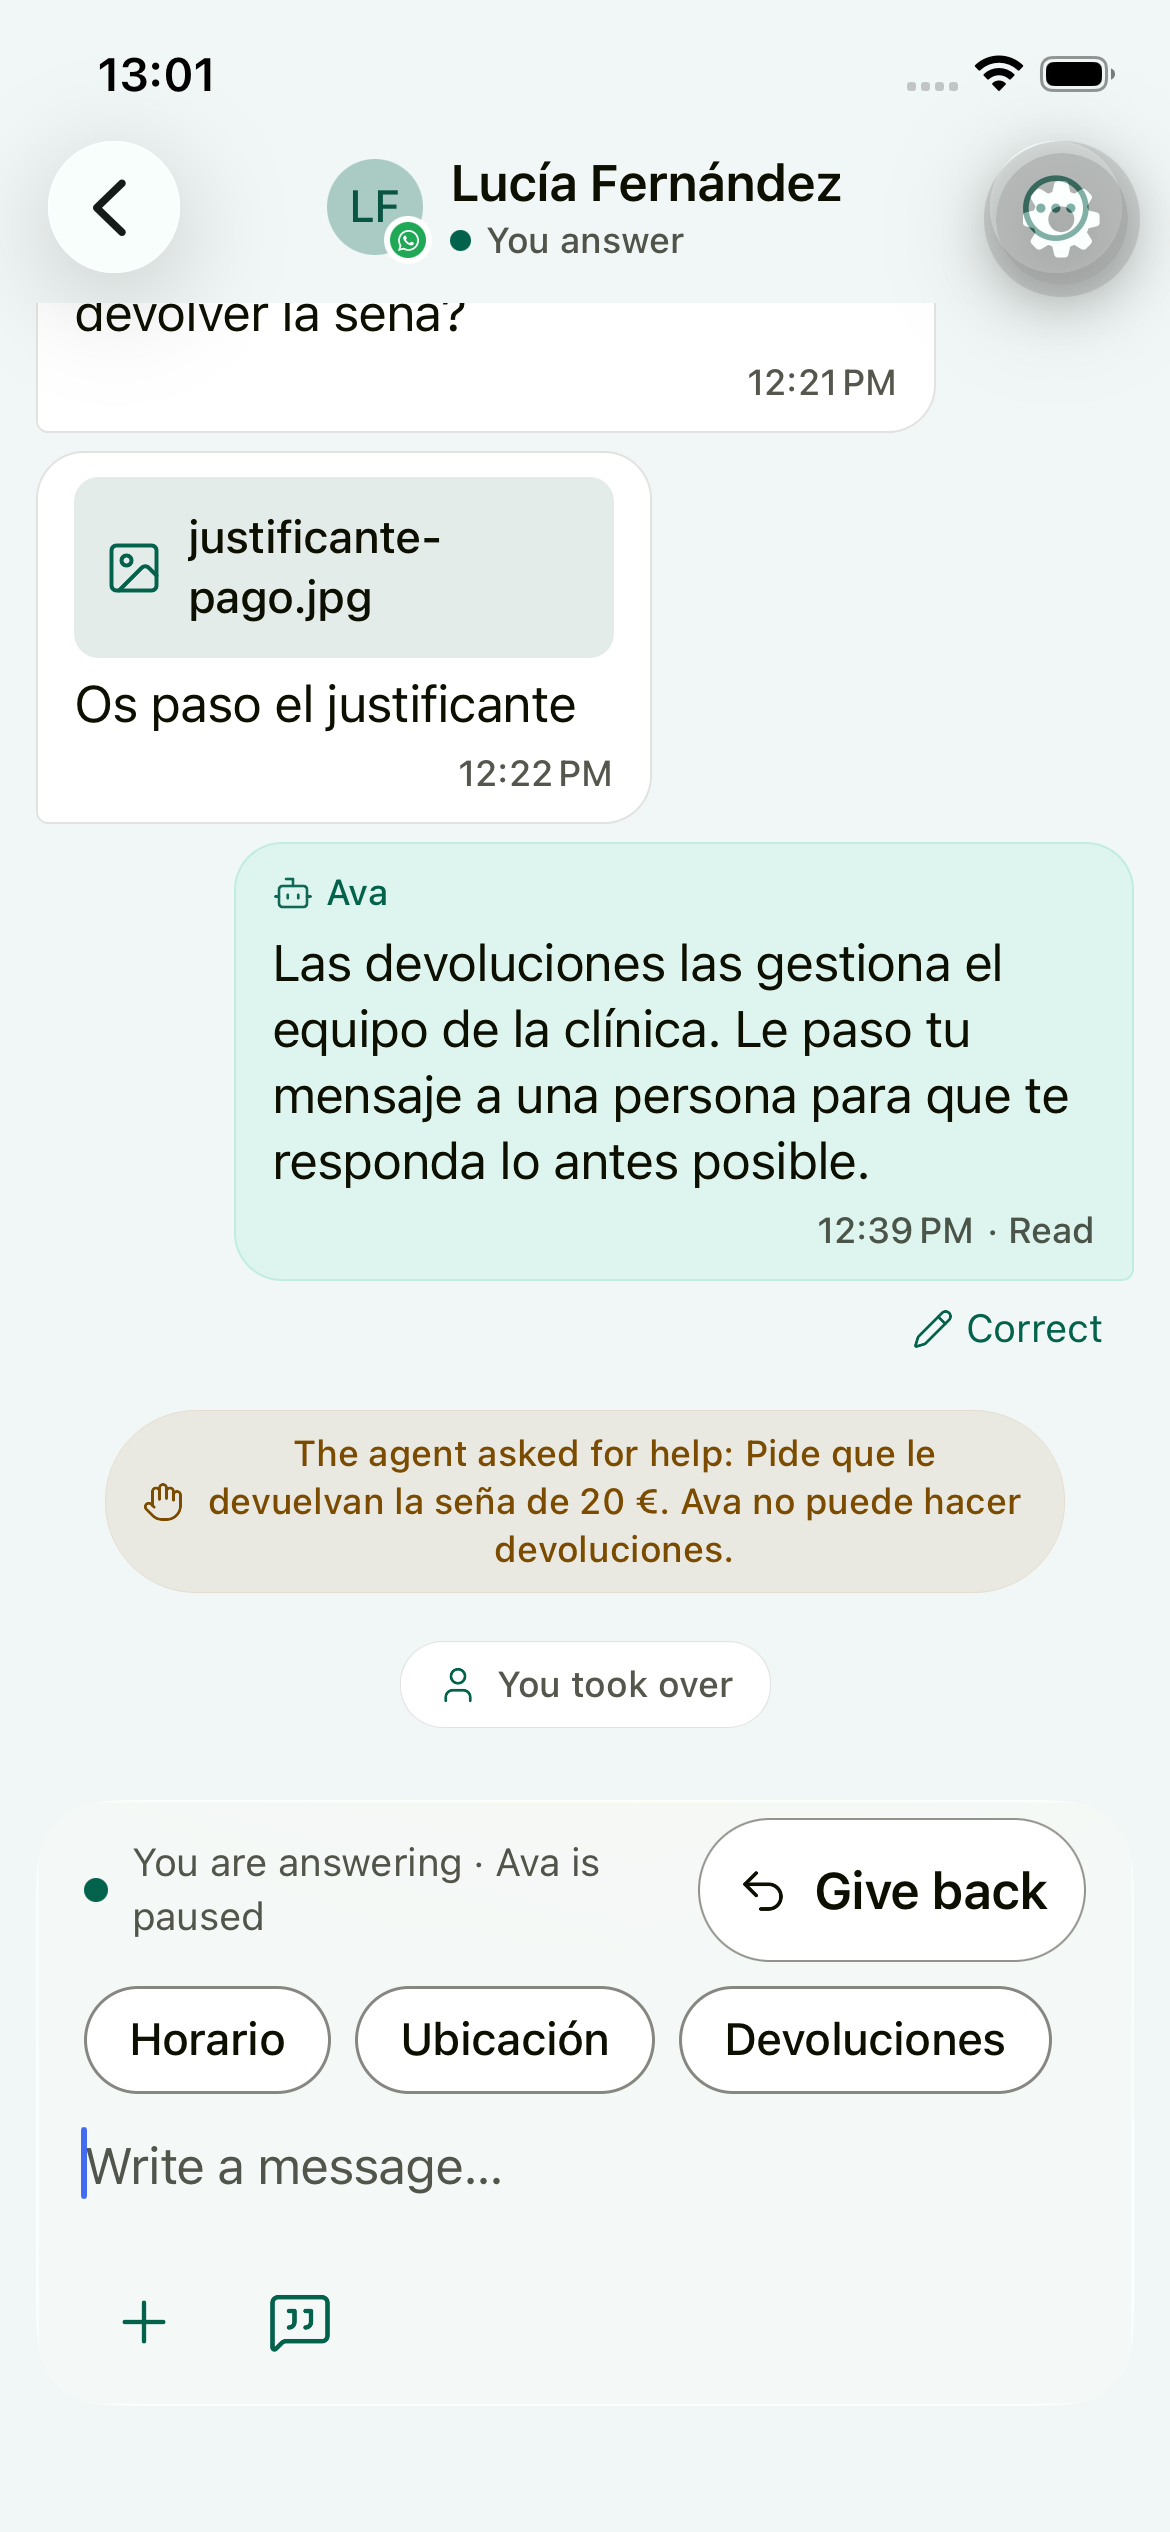 13:01
LF
Lucía Fernández
You answer
devolver la seña?
12:21 PM
justificante-
pago.jpg
Os paso el justificante
12:22 PM
Ava
Las devoluciones las gestiona el
equipo de la clínica. Le paso tu
mensaje a una persona para que te
responda lo antes posible.
12:39 PM · Read
Correct
The agent asked for help: Pide que le
devuelvan la seña de 20 €. Ava no puede hacer
devoluciones.
You took over
You are answering · Ava is
paused
Give back
Horario
Ubicación
Devoluciones
Write a message...